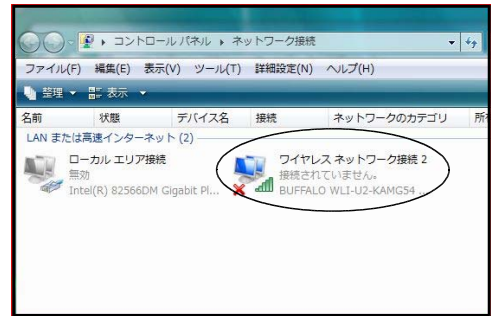 コントロール パネル ▸ ネットワーク接続
ファイル(F) 編集(E) 表示(V) ツール(T) 詳細設定(N) ヘルプ(H)
整理 表示
名前 状態 デバイス名 接続 ネットワークのカテゴリ 所
LAN または高速インターネット (2)
ローカル エリア接続
無効
Intel(R) 82566DM Gigabit Pl...
ワイヤレス ネットワーク接続 2
接続されていません。
BUFFALO WLI-U2-KAMG54 ...